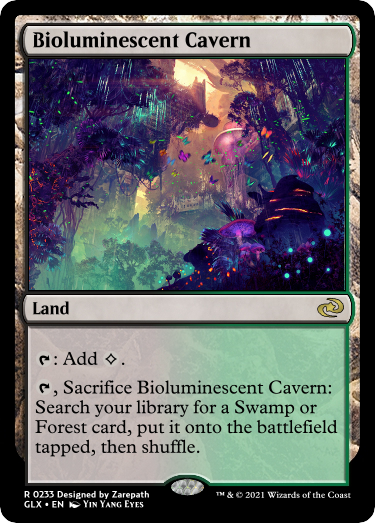 Bioluminescent Cavern
Land
: Add .
, Sacrifice Bioluminescent Cavern:
Search your library for a Swamp or
Forest card, put it onto the battlefield
tapped, then shuffle.
R 0233 Designed by Zarepath
GLX • EN Yin Yang Eyes
™ & © 2021 Wizards of the Coast